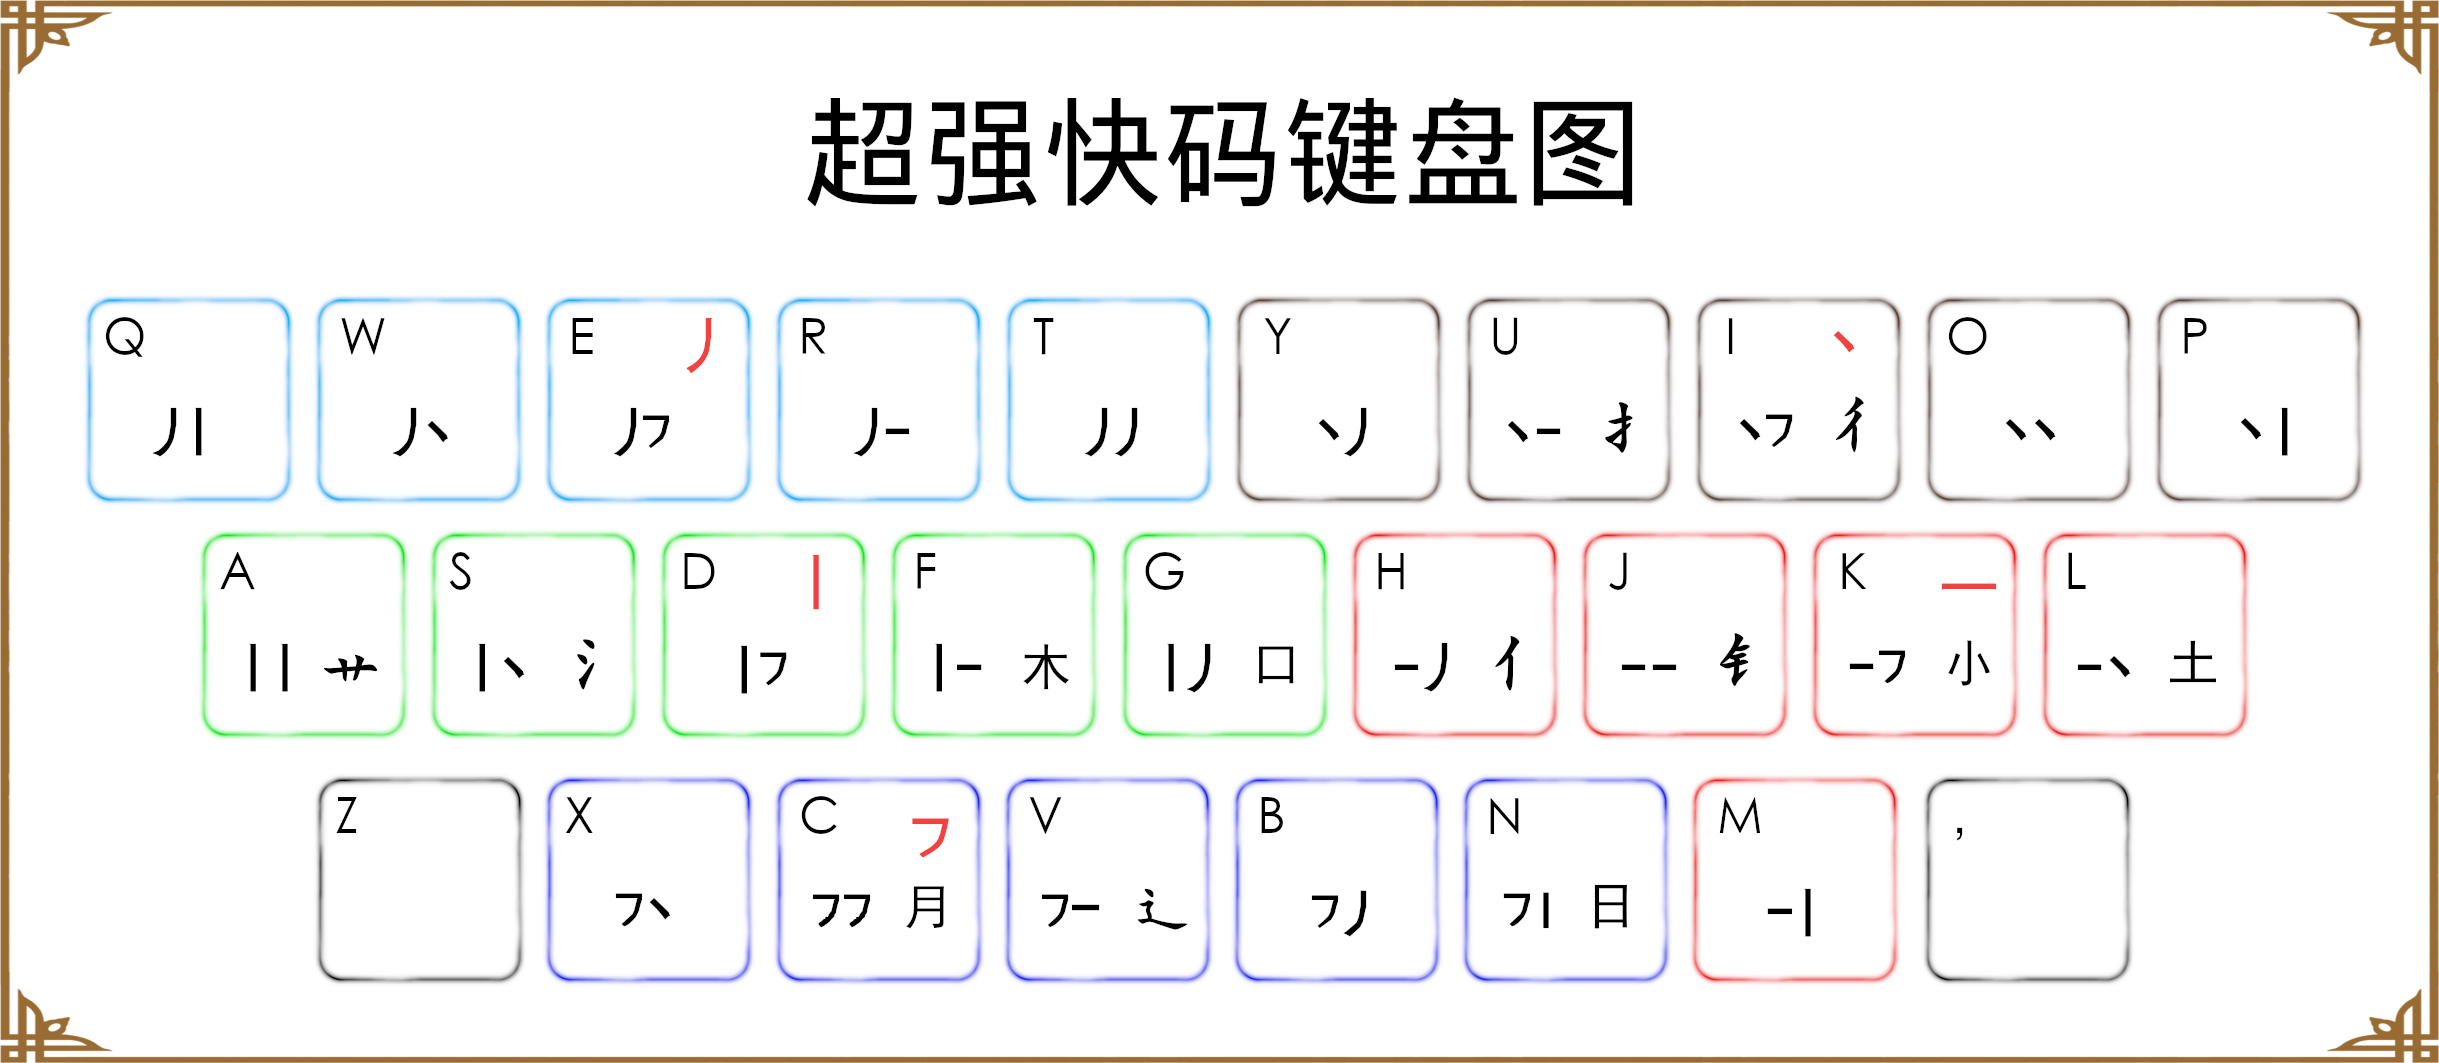 超强快码键盘图
Q W E 丿 R T Y U I 丶 O P
丿丨 丿丶 丿㇇ 丿一 丿丿 丶丿 丶一 扌 丶㇇ 彳 丶丶 丶丨
A S D 丨 F G H J K 一 L
丨丨 艹 丨丶 氵 丨㇇ 丨一 木 丨丿 口 一丿 亻 一一 钅 一㇇ 小 一丶 土
Z X C ㇇ V B N M ,
㇇丶 ㇇㇇ 月 ㇇一 辶 ㇇丿 ㇇丨 日 一丨